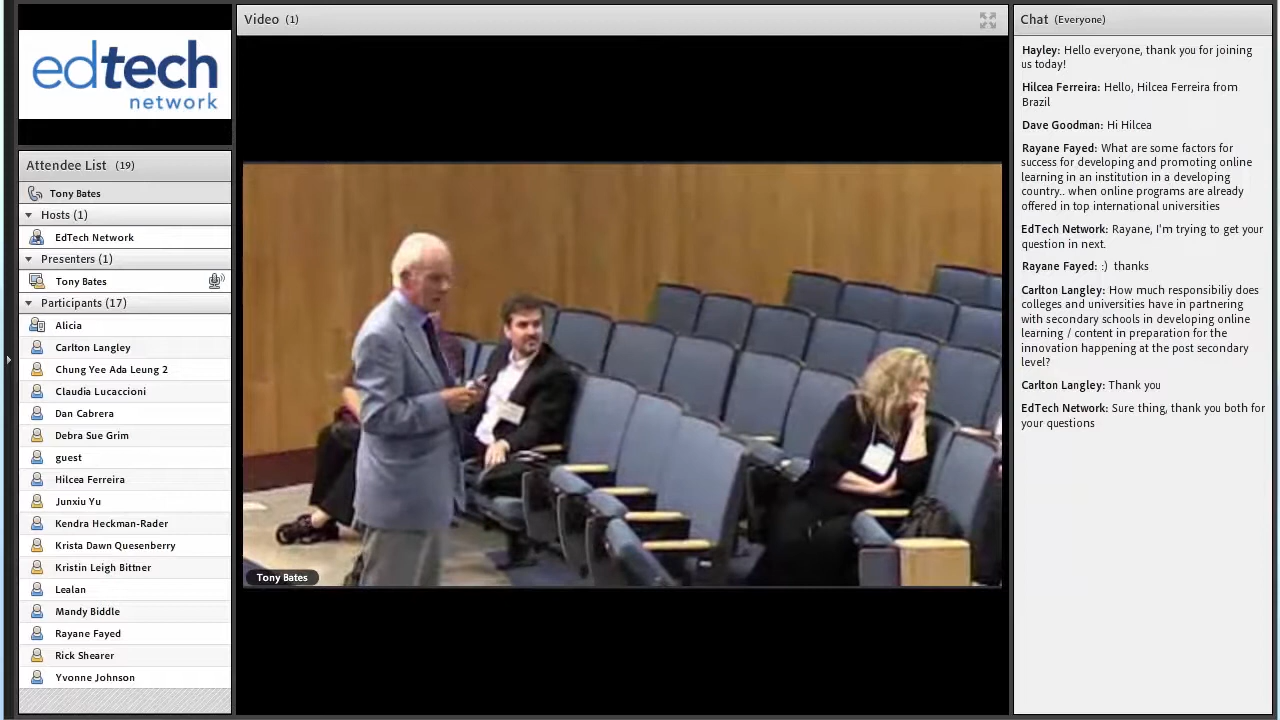 edtech
network
Attendee List (19)
Tony Bates
Hosts (1)
EdTech Network
Presenters (1)
Tony Bates
Participants (17)
Alicia
Carlton Langley
Chung Yee Ada Leung 2
Claudia Lucaccioni
Dan Cabrera
Debra Sue Grim
guest
Hilcea Ferreira
Junxiu Yu
Kendra Heckman-Rader
Krista Dawn Quesenberry
Kristin Leigh Bittner
Lealan
Mandy Biddle
Rayane Fayed
Rick Shearer
Yvonne Johnson
Video (1)
Tony Bates
Chat (Everyone)
Hayley: Hello everyone, thank you for joining
us today!
Hilcea Ferreira: Hello, Hilcea Ferreira from
Brazil
Dave Goodman: Hi Hilcea
Rayane Fayed: What are some factors for
success for developing and promoting online
learning in an institution in a developing
country.. when online programs are already
offered in top international universities
EdTech Network: Rayane, I'm trying to get your
question in next.
Rayane Fayed: :) thanks
Carlton Langley: How much responsibiliy does
colleges and universities have in partnering
with secondary schools in developing online
learning / content in preparation for the
innovation happening at the post secondary
level?
Carlton Langley: Thank you
EdTech Network: Sure thing, thank you both for
your questions